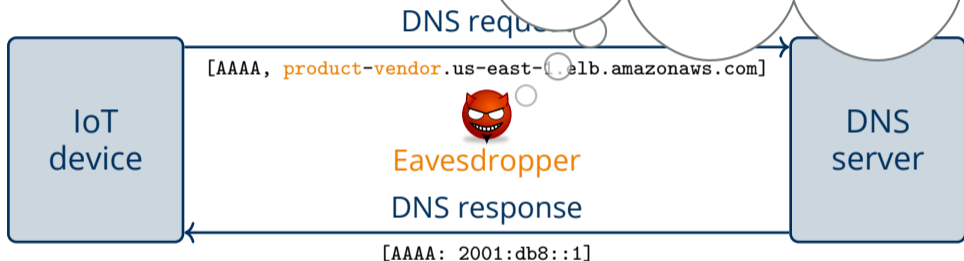 DNS
[AAAA, product-vendor.us-east-1.elb.amazonaws.com]
IoT
device
DNS
server
Eavesdropper
DNS response
[AAAA: 2001:db8::1]